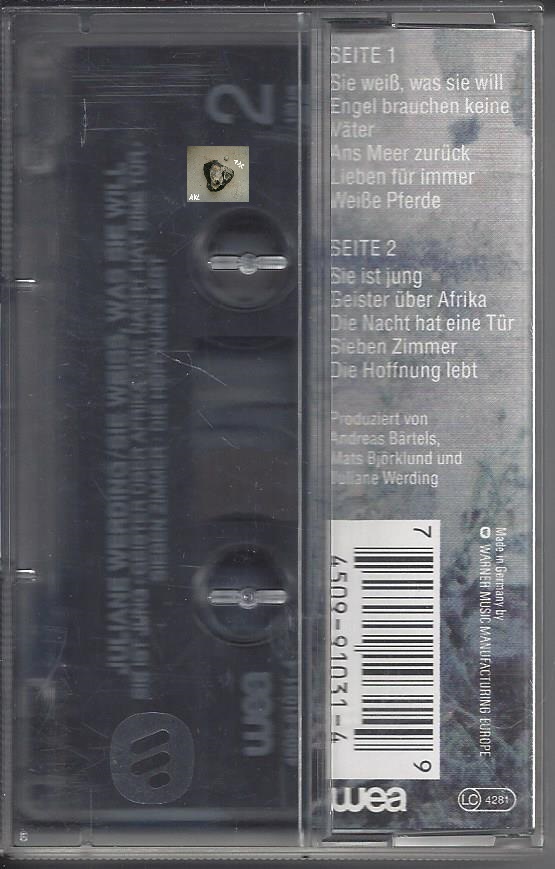 SEITE 1
Sie weiß, was sie will
Engel brauchen keine
Väter
Ans Meer zurück
Lieben für immer
Weiße Pferde
SEITE 2
Sie ist jung
Geister über Afrika
Die Nacht hat eine Tür
Sieben Zimmer
Die Hoffnung lebt
Produziert von
Andreas Bärtels,
Mats Björklund und
Juliane Werding
Made in Germany by
WARNER MUSIC MANUFACTURING EUROPE
7 4509-91031-4 9
wea
LC 4281
2
JULIANE WERDING/SIE WEISS, WAS SIE WILL
wea